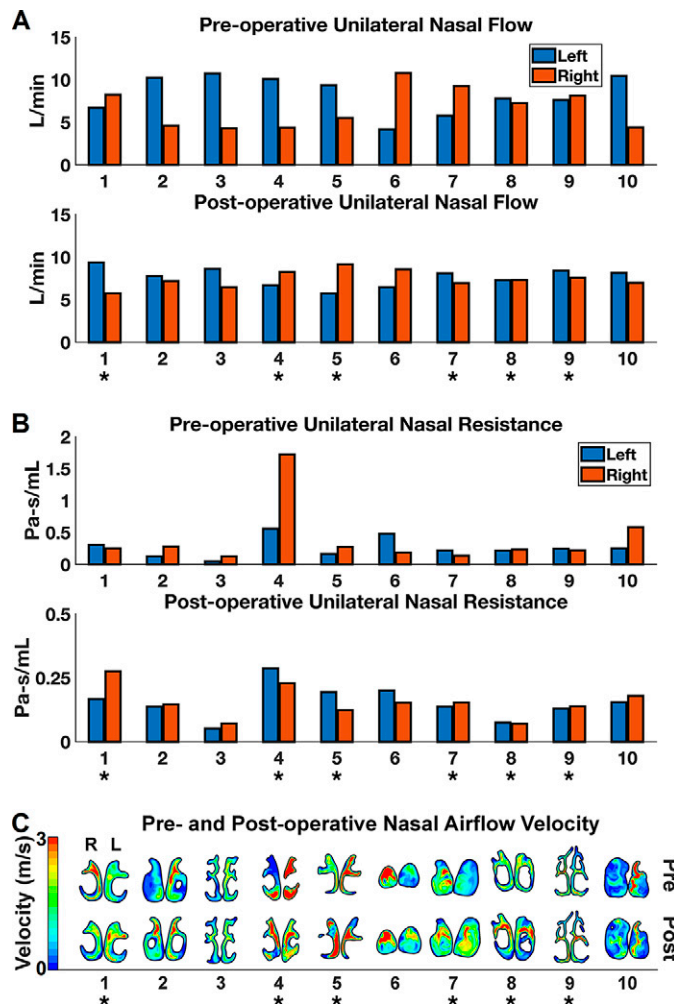 A
Pre-operative Unilateral Nasal Flow
Left
Right
L/min
15
10
5
0
1 2 3 4 5 6 7 8 9 10
Post-operative Unilateral Nasal Flow
L/min
15
10
5
0
1 2 3 4 5 6 7 8 9 10
* * * * * *
B
Pre-operative Unilateral Nasal Resistance
Left
Right
Pa-s/mL
2
1.5
1
0.5
0
1 2 3 4 5 6 7 8 9 10
Post-operative Unilateral Nasal Resistance
Pa-s/mL
0.5
0.25
0
1 2 3 4 5 6 7 8 9 10
* * * * * *
C
Pre- and Post-operative Nasal Airflow Velocity
Velocity (m/s)
3
0
R L
Pre
Post
1 2 3 4 5 6 7 8 9 10
* * * * * *